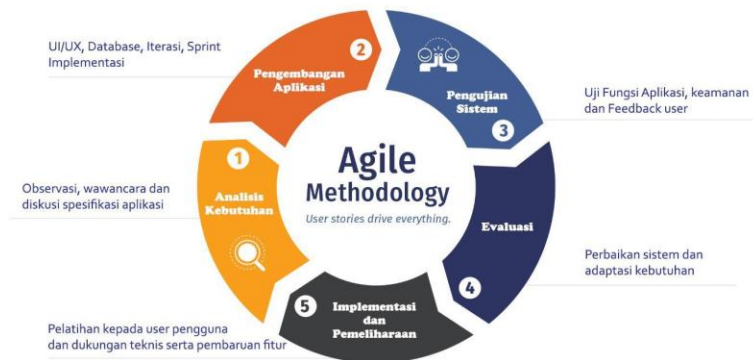 UI/UX, Database, Iterasi, Sprint
Implementasi
2
Pengembangan
Aplikasi
Pengujian
Sistem
3
Uji Fungsi Aplikasi, keamanan
dan Feedback user
1
Analisis
Kebutuhan
Observasi, wawancara dan
diskusi spesifikasi aplikasi
Agile
Methodology
User stories drive everything.
Evaluasi
4
Perbaikan sistem dan
adaptasi kebutuhan
5
Implementasi
dan
Pemeliharaan
Pelatihan kepada user pengguna
dan dukungan teknis serta pembaruan fitur